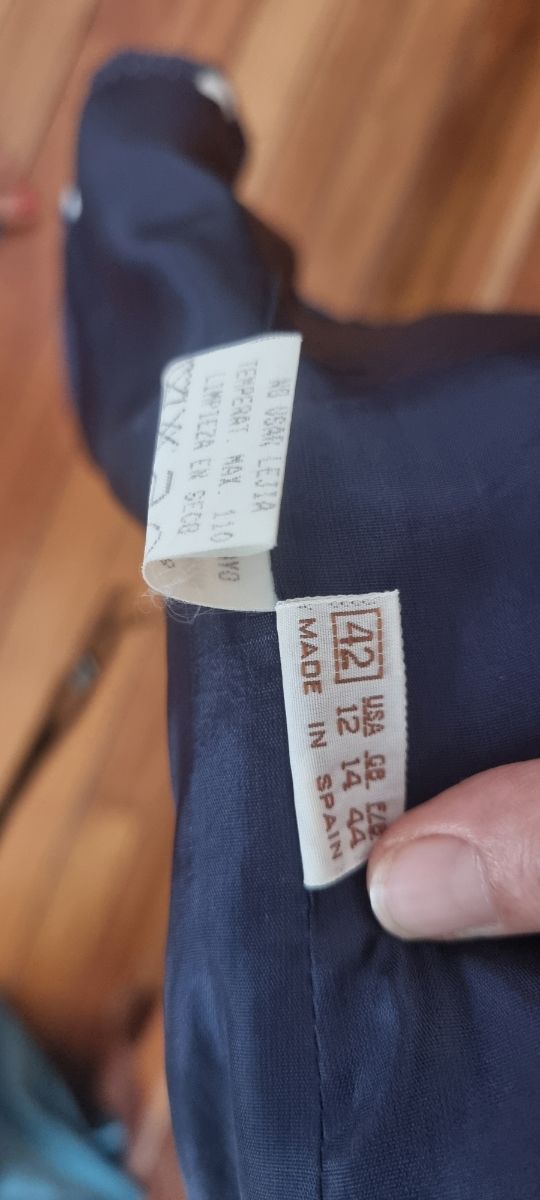 NO USAR LEJIA
TEMPERAT. MAX. 110
LIMPIEZA EN SECO
42 USA GB
12 14 44
MADE IN SPAIN